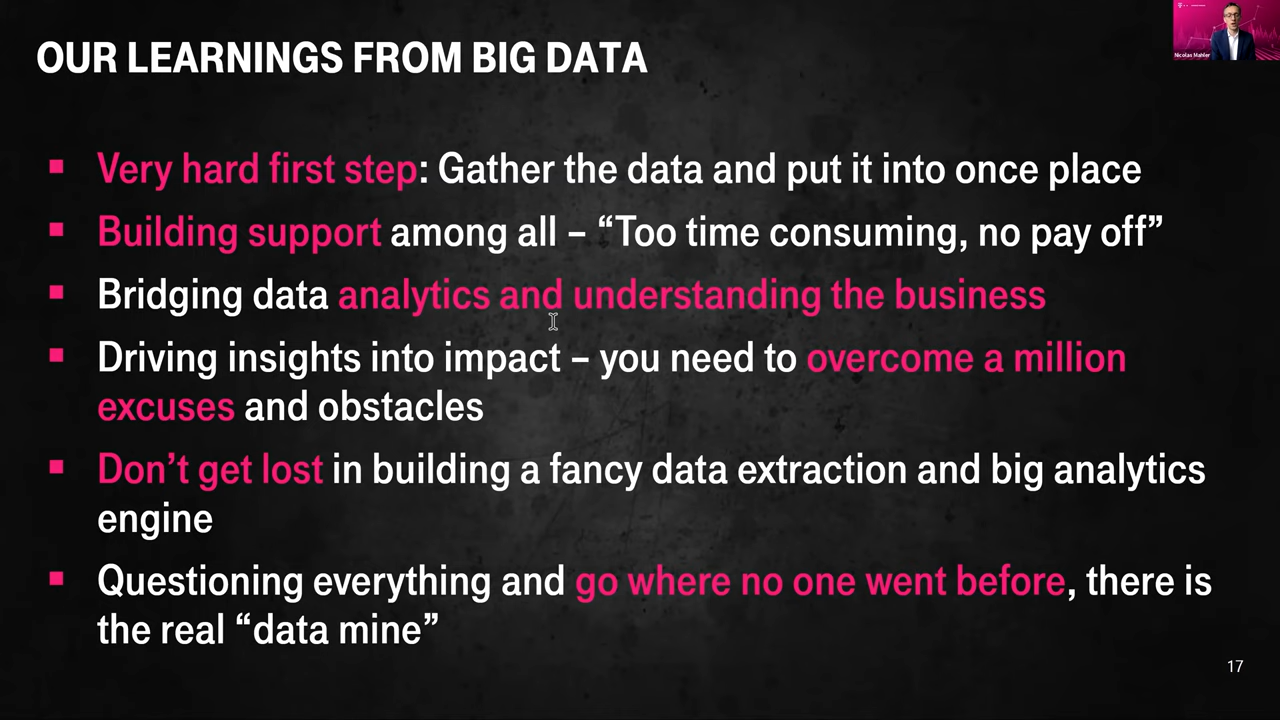 OUR LEARNINGS FROM BIG DATA
Nicolas Mahler
Very hard first step: Gather the data and put it into once place
Building support among all – “Too time consuming, no pay off”
Bridging data analytics and understanding the business
Driving insights into impact – you need to overcome a million
excuses and obstacles
Don’t get lost in building a fancy data extraction and big analytics
engine
Questioning everything and go where no one went before, there is
the real “data mine”
17